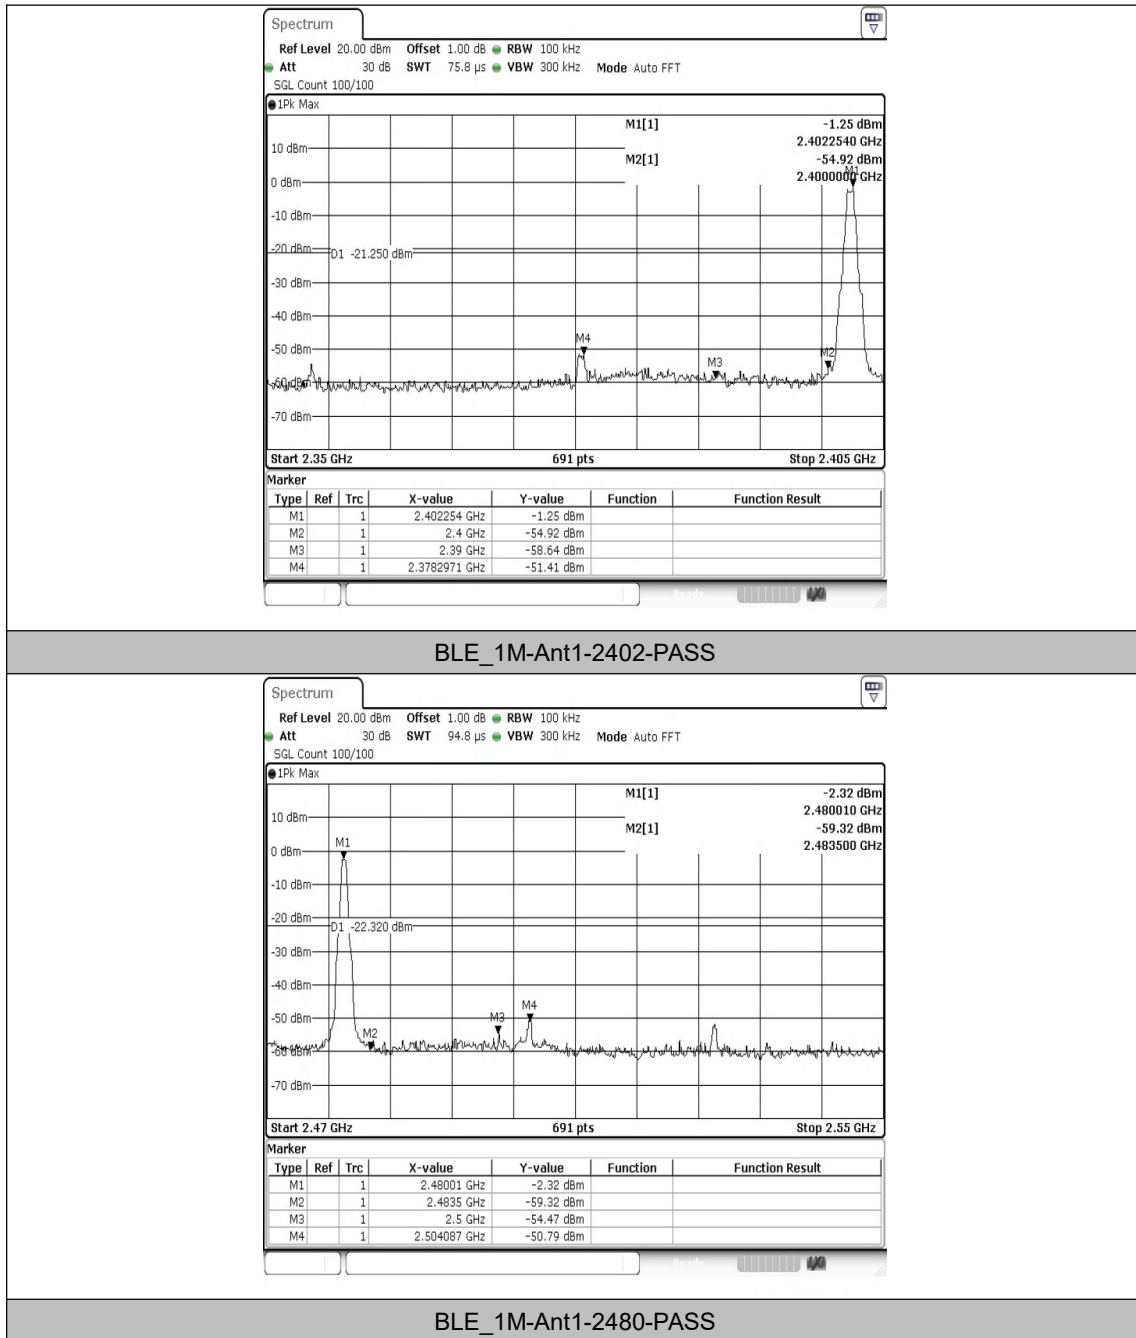 Spectrum
Ref Level 20.00 dBm Offset 1.00 dB RBW 100 kHz
Att 30 dB SWT 75.8 µs VBW 300 kHz Mode Auto FFT
SGL Count 100/100
1Pk Max
M1[1] -1.25 dBm
2.4022540 GHz
10 dBm
M2[1] -54.92 dBm
2.4000000 GHz
M1
0 dBm
-10 dBm
-20 dBm
D1 -21.250 dBm
-30 dBm
-40 dBm
M4
-50 dBm
M3
M2
-60 dBm
-70 dBm
Start 2.35 GHz 691 pts Stop 2.405 GHz
Marker
Type Ref Trc X-value Y-value Function Function Result
M1 1 2.402254 GHz -1.25 dBm
M2 1 2.4 GHz -54.92 dBm
M3 1 2.39 GHz -58.64 dBm
M4 1 2.3782971 GHz -51.41 dBm
Ready
BLE_1M-Ant1-2402-PASS
Spectrum
Ref Level 20.00 dBm Offset 1.00 dB RBW 100 kHz
Att 30 dB SWT 94.8 µs VBW 300 kHz Mode Auto FFT
SGL Count 100/100
1Pk Max
M1[1] -2.32 dBm
2.480010 GHz
10 dBm
M2[1] -59.32 dBm
2.483500 GHz
M1
0 dBm
-10 dBm
-20 dBm
D1 -22.320 dBm
-30 dBm
-40 dBm
M4
-50 dBm
M3
M2
-60 dBm
-70 dBm
Start 2.47 GHz 691 pts Stop 2.55 GHz
Marker
Type Ref Trc X-value Y-value Function Function Result
M1 1 2.48001 GHz -2.32 dBm
M2 1 2.4835 GHz -59.32 dBm
M3 1 2.5 GHz -54.47 dBm
M4 1 2.504087 GHz -50.79 dBm
Ready
BLE_1M-Ant1-2480-PASS